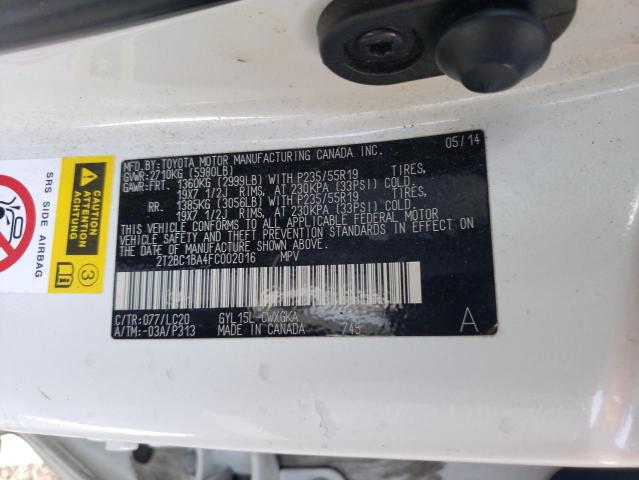 MFD. BY: TOYOTA MOTOR MANUFACTURING CANADA INC. 05/14
GVWR: 2710KG (5980LB)
GAWR: FRT. 1360KG (2999LB) WITH P235/55R19 TIRES,
19X7 1/2J RIMS, AT 230KPA (33PSI) COLD
RR. 1385KG (3056LB) WITH P235/55R19 TIRES,
19X7 1/2J RIMS, AT 230KPA (33PSI) COLD
THIS VEHICLE CONFORMS TO ALL APPLICABLE FEDERAL MOTOR
VEHICLE SAFETY AND THEFT PREVENTION STANDARDS IN
EFFECT ON THE DATE OF MANUFACTURE SHOWN ABOVE.
2T2BC1BA4FC002016 MPV
C/TR: 077/LC20 GYL15L-CWXGKA
A/TM: -03A/P313 MADE IN CANADA 745 A
SRS SIDE AIRBAG
ATTENTION CHILDREN
3